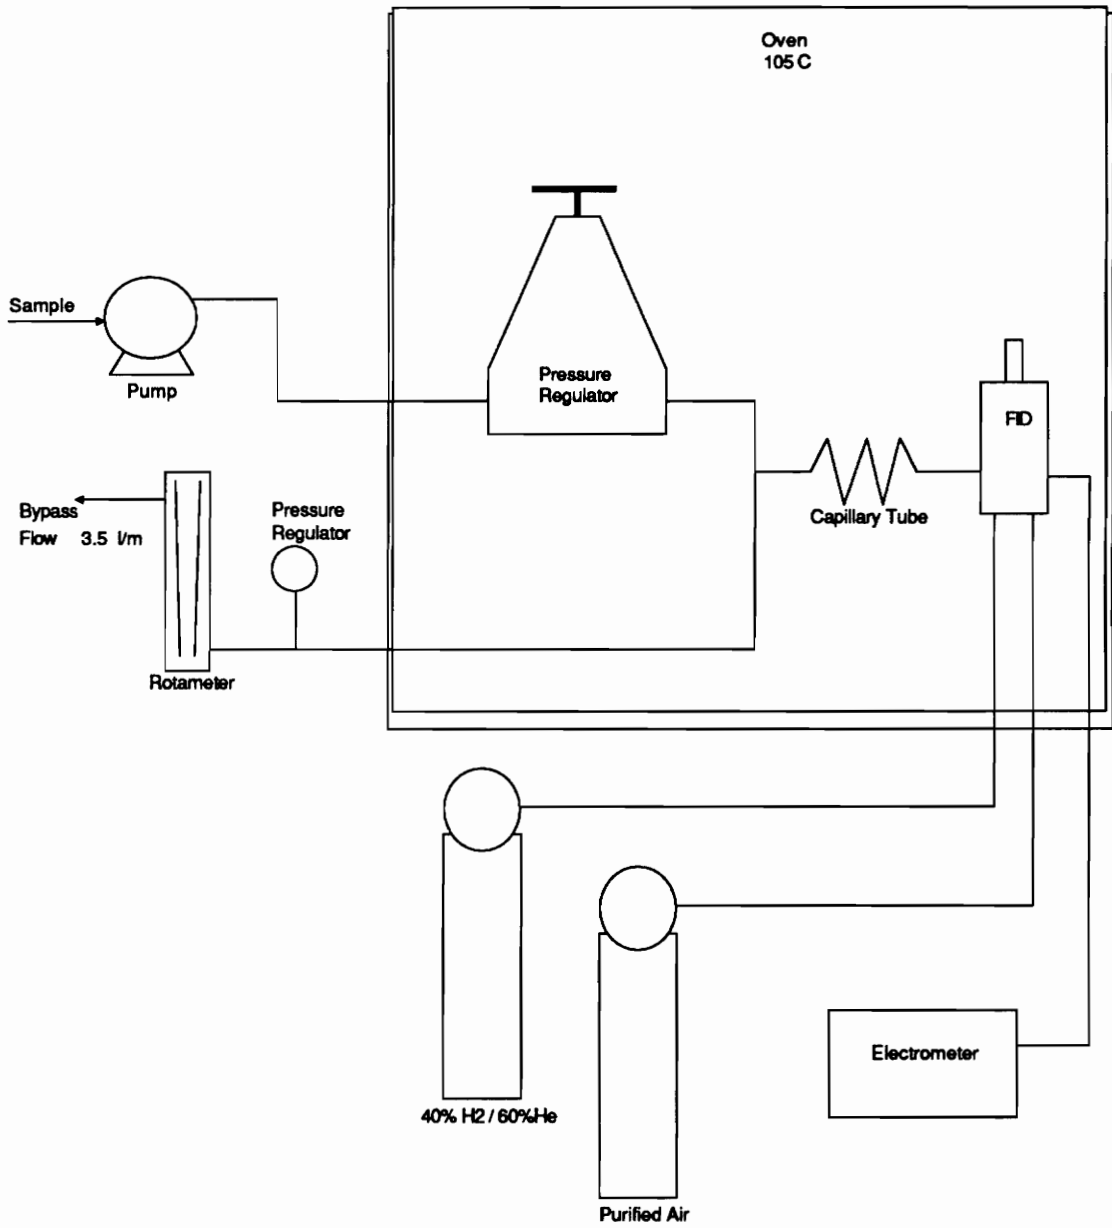 Oven
105 C
Sample
Pump
Pressure
Regulator
FID
Bypass
Flow 3.5 l/m
Pressure
Regulator
Capillary Tube
Rotameter
Electrometer
40% H2 / 60%He
Purified Air